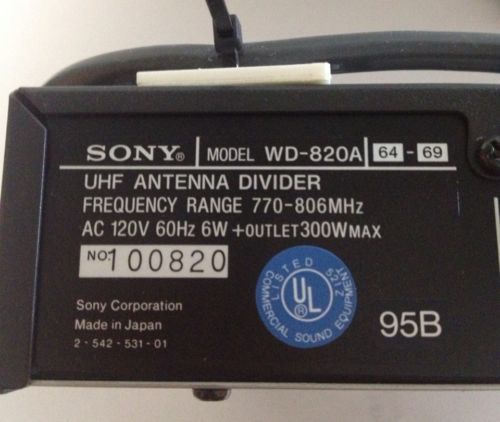 SONY® MODEL WD-820A 64 - 69
UHF ANTENNA DIVIDER
FREQUENCY RANGE 770-806MHz
AC 120V 60Hz 6W +OUTLET 300W MAX
NO. 100820
LISTED 521Z
UL®
COMMERCIAL SOUND EQUIPMENT
95B
Sony Corporation
Made in Japan
2 - 542 - 531 - 01